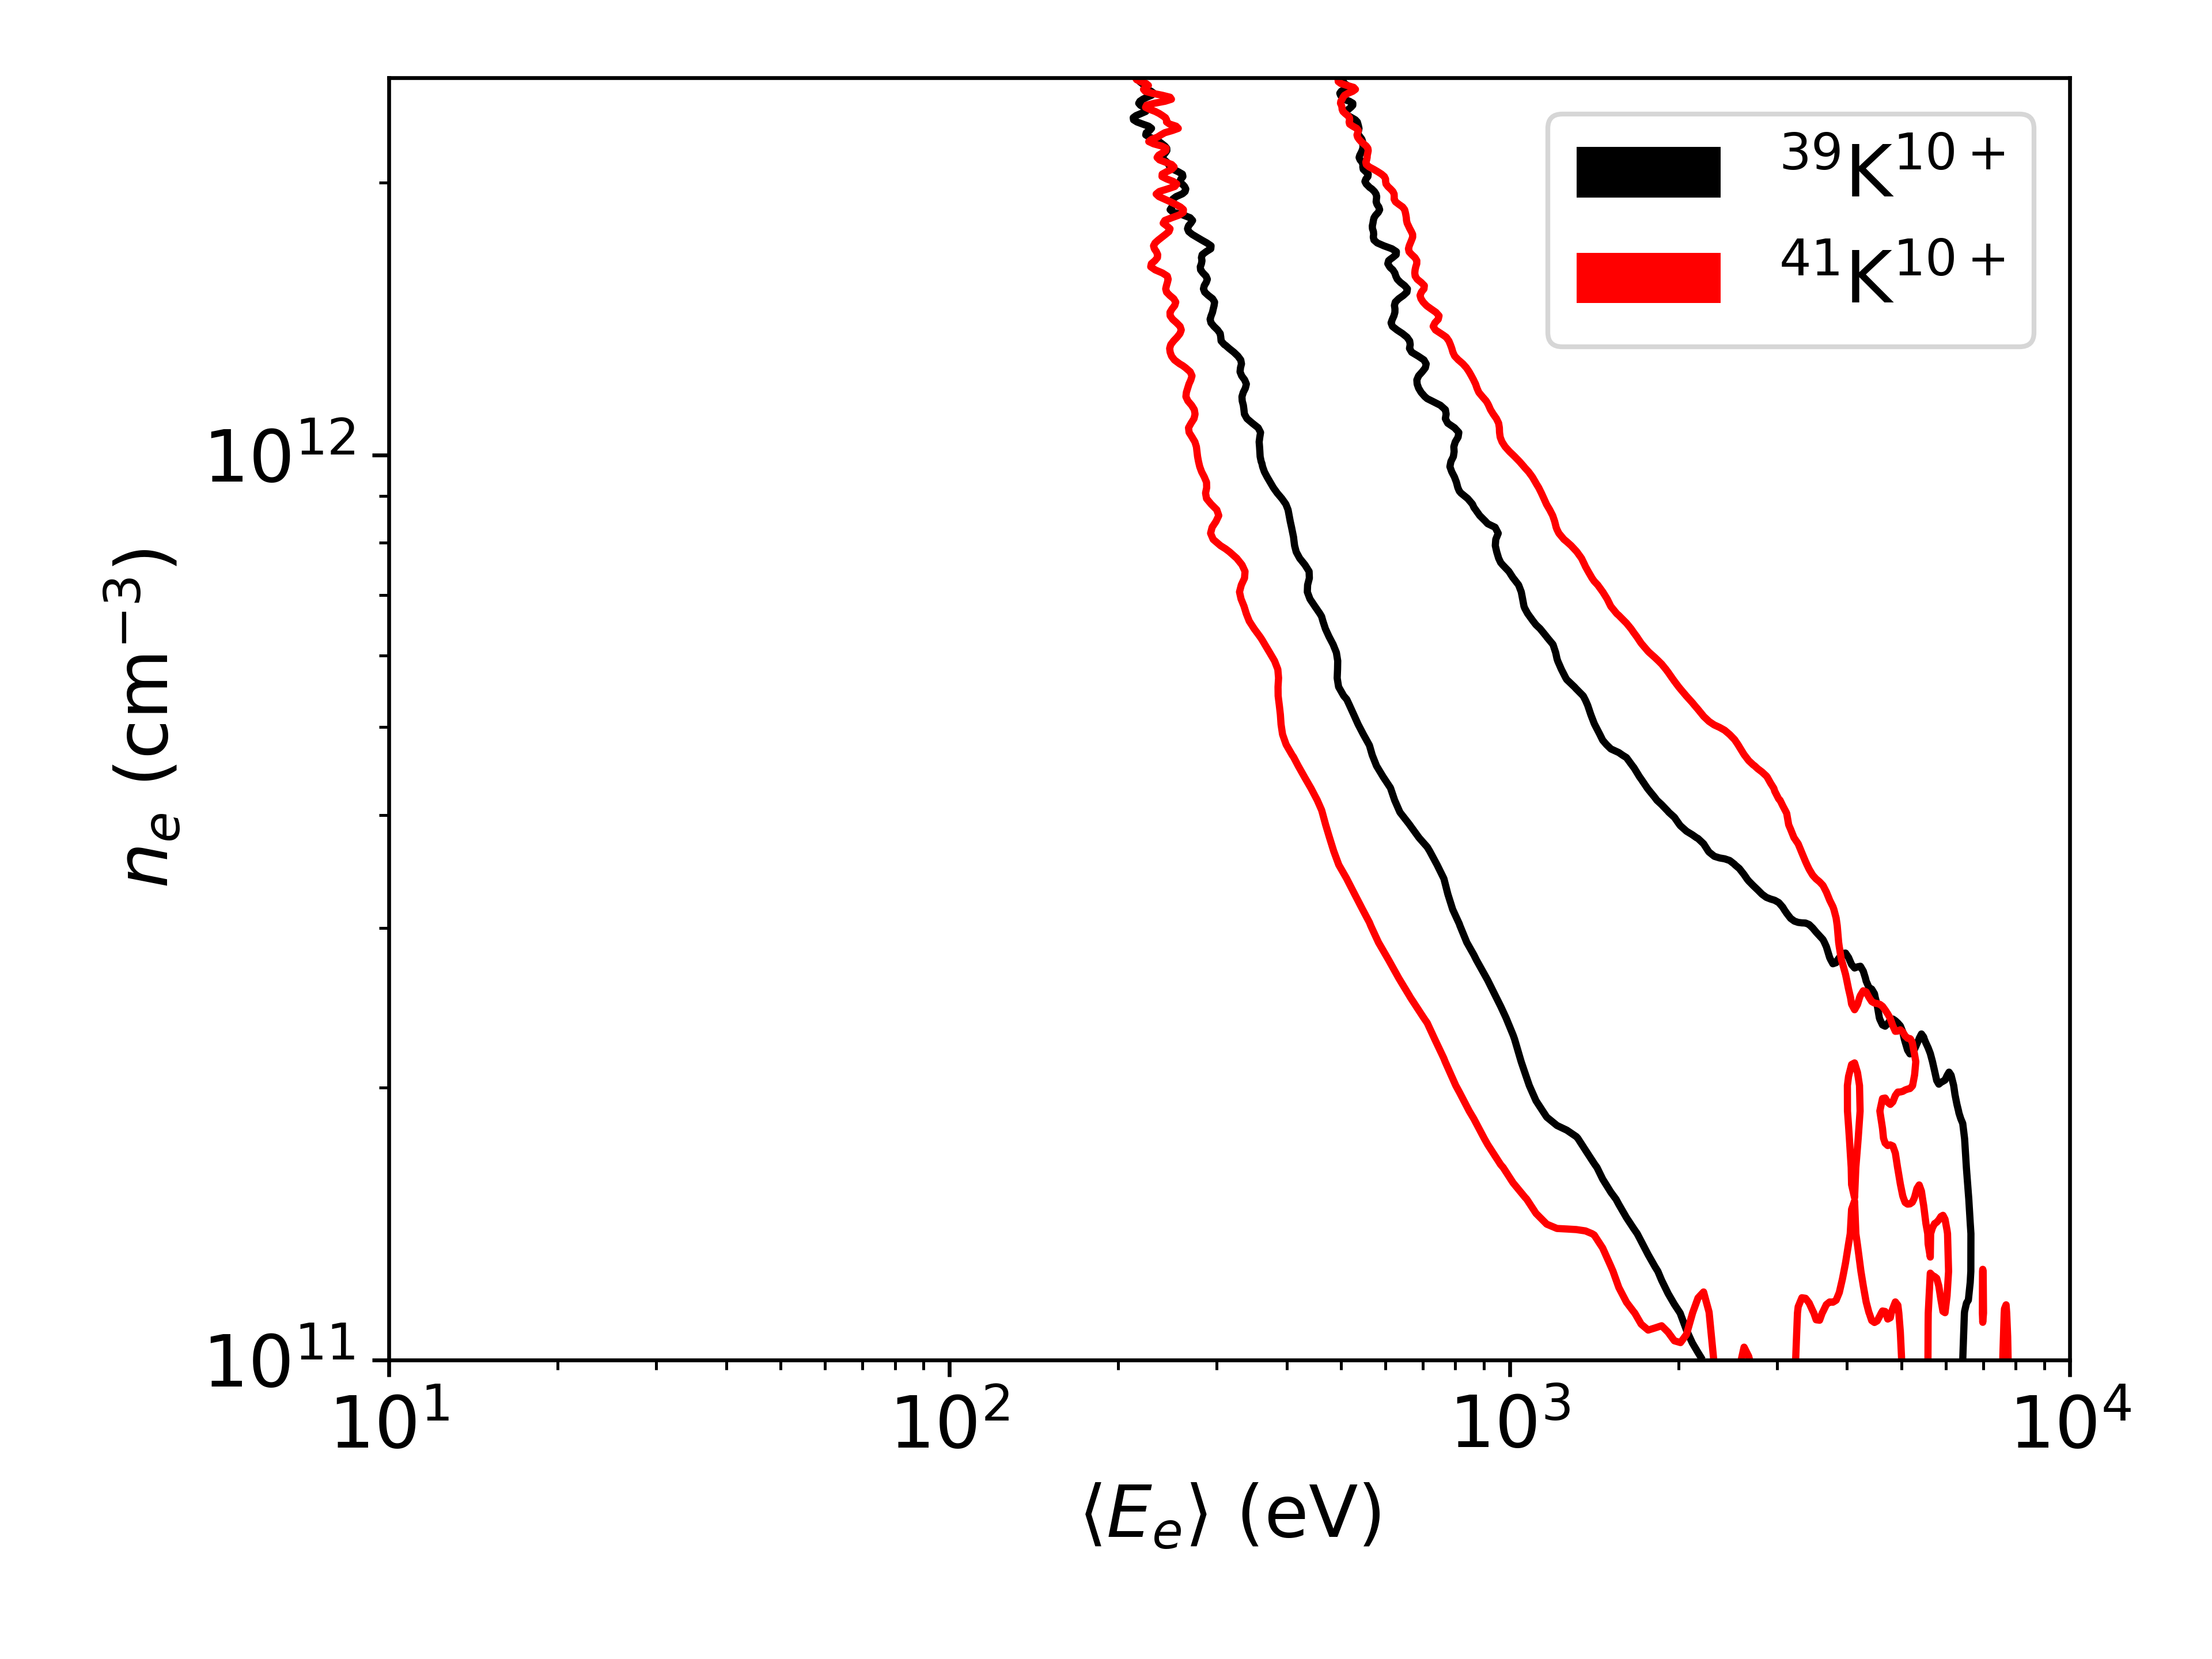 ³⁹K¹⁰⁺
⁴¹K¹⁰⁺
10¹²
10¹¹
nₑ (cm⁻³)
10¹ 10² 10³ 10⁴
⟨Eₑ⟩ (eV)